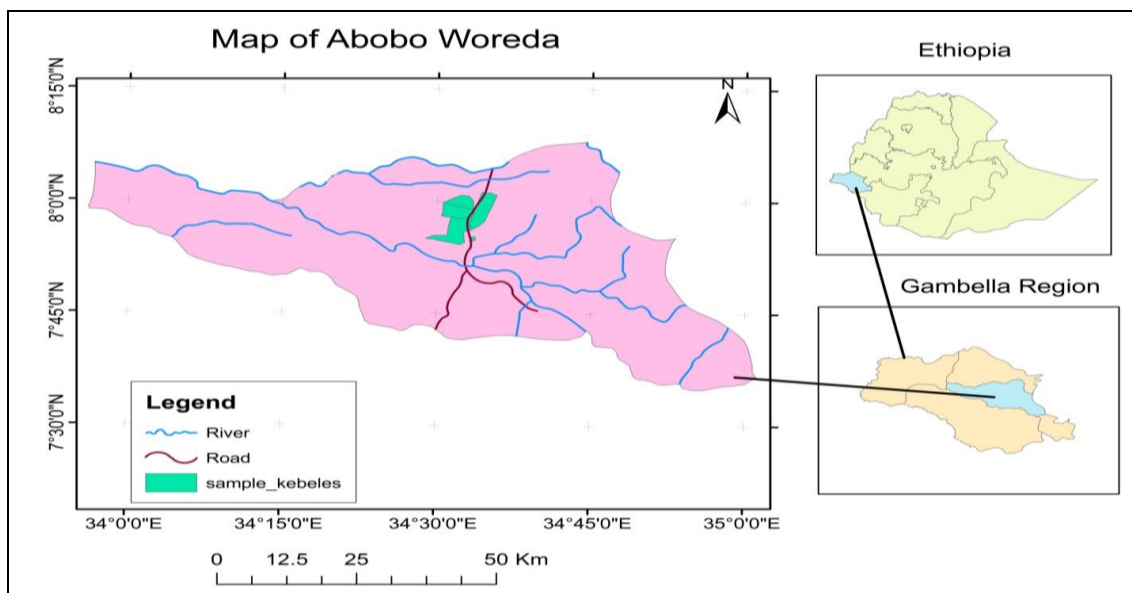 Map of Abobo Woreda
Ethiopia
N
8°15'0"N
8°0'0"N
7°45'0"N
7°30'0"N
Gambella Region
Legend
River
Road
sample_kebeles
34°0'0"E 34°15'0"E 34°30'0"E 34°45'0"E 35°0'0"E
0 12.5 25 50 Km